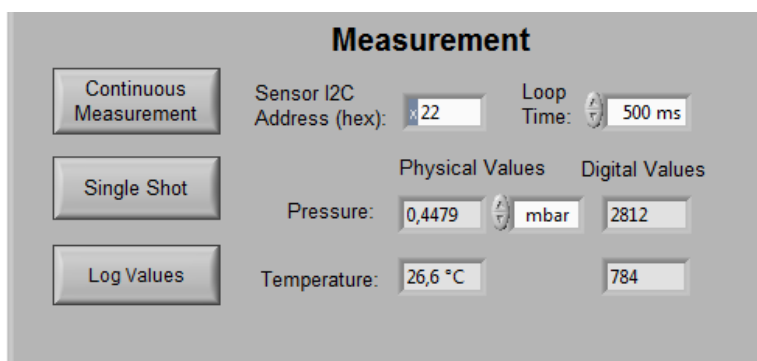 Measurement
Continuous
Measurement
Sensor I2C
Address (hex):
x22
Loop
Time:
500 ms
Physical Values
Digital Values
Single Shot
Pressure:
0,4479
mbar
2812
Log Values
Temperature:
26,6 °C
784